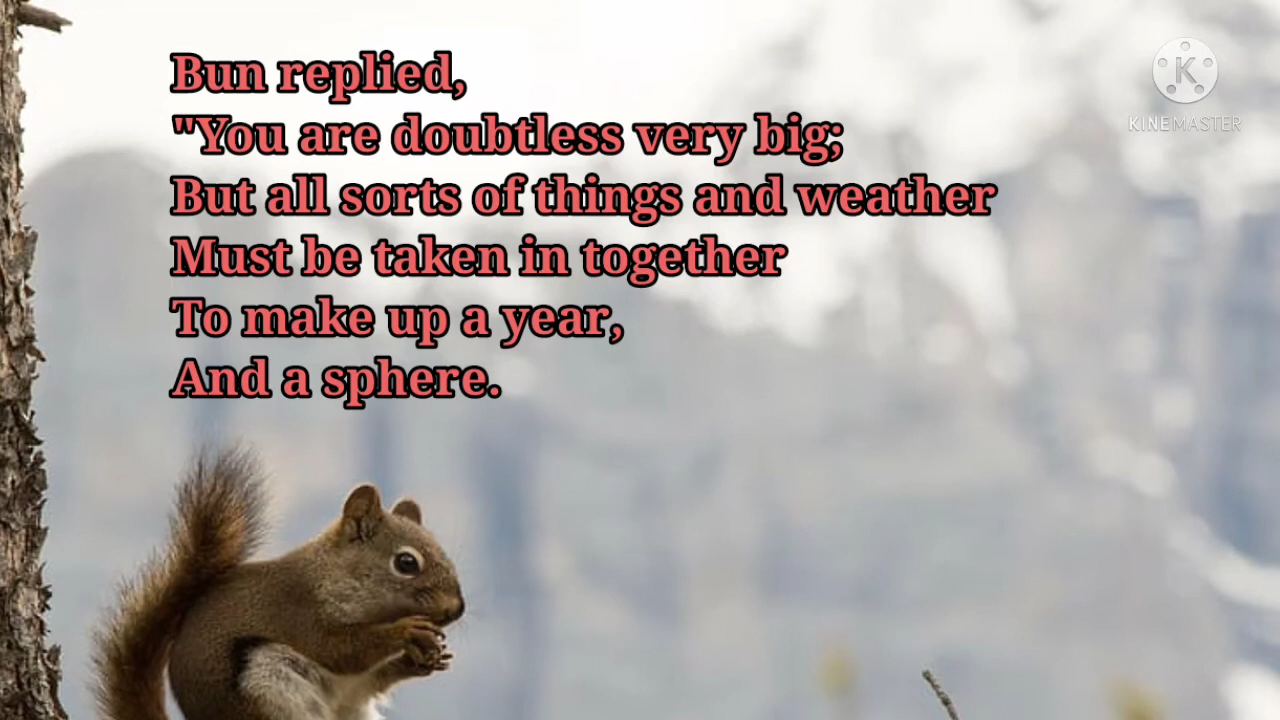 Bun replied,
"You are doubtless very big;
But all sorts of things and weather
Must be taken in together
To make up a year,
And a sphere.
K
KINEMASTER